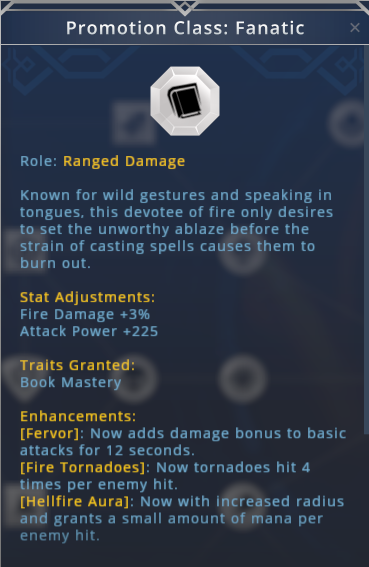 Promotion Class: Fanatic
Role: Ranged Damage
Known for wild gestures and speaking in
tongues, this devotee of fire only desires
to set the unworthy ablaze before the
strain of casting spells causes them to
burn out.
Stat Adjustments:
Fire Damage +3%
Attack Power +225
Traits Granted:
Book Mastery
Enhancements:
[Fervor]: Now adds damage bonus to basic
attacks for 12 seconds.
[Fire Tornadoes]: Now tornadoes hit 4
times per enemy hit.
[Hellfire Aura]: Now with increased radius
and grants a small amount of mana per
enemy hit.